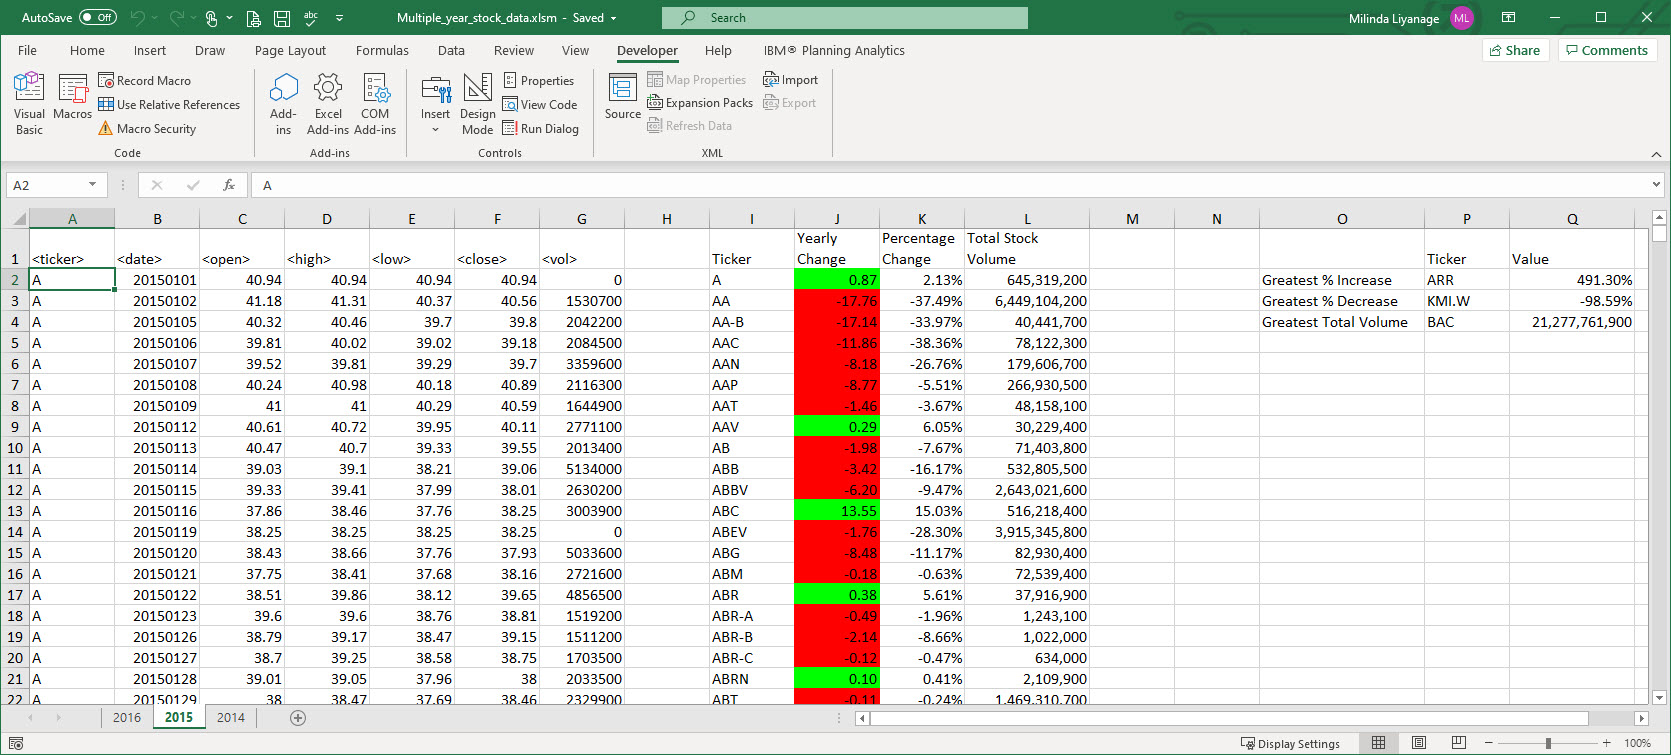 AutoSave Off abc Multiple_year_stock_data.xlsm - Saved Search Milinda Liyanage ML
File Home Insert Draw Page Layout Formulas Data Review View Developer Help IBM® Planning Analytics Share Comments
Visual Basic
Macros
Record Macro
Use Relative References
Macro Security
Code
Add-ins
Excel Add-ins
COM Add-ins
Add-ins
Insert
Design Mode
Properties
View Code
Run Dialog
Controls
Source
Map Properties
Expansion Packs
Refresh Data
Import
Export
XML
A2 fx A
A B C D E F G H I J K L M N O P Q
1 <ticker> <date> <open> <high> <low> <close> <vol> Ticker Yearly Change Percentage Change Total Stock Volume Ticker Value
2 A 20150101 40.94 40.94 40.94 40.94 0 A 0.87 2.13% 645,319,200 Greatest % Increase ARR 491.30%
3 A 20150102 41.18 41.31 40.37 40.56 1530700 AA -17.76 -37.49% 6,449,104,200 Greatest % Decrease KMI.W -98.59%
4 A 20150105 40.32 40.46 39.7 39.8 2042200 AA-B -17.14 -33.97% 40,441,700 Greatest Total Volume BAC 21,277,761,900
5 A 20150106 39.81 40.02 39.02 39.18 2084500 AAC -11.86 -38.36% 78,122,300
6 A 20150107 39.52 39.81 39.29 39.7 3359600 AAN -8.18 -26.76% 179,606,700
7 A 20150108 40.24 40.98 40.18 40.89 2116300 AAP -8.77 -5.51% 266,930,500
8 A 20150109 41 41 40.29 40.59 1644900 AAT -1.46 -3.67% 48,158,100
9 A 20150112 40.61 40.72 39.95 40.11 2771100 AAV 0.29 6.05% 30,229,400
10 A 20150113 40.47 40.7 39.33 39.55 2013400 AB -1.98 -7.67% 71,403,800
11 A 20150114 39.03 39.1 38.21 39.06 5134000 ABB -3.42 -16.17% 532,805,500
12 A 20150115 39.33 39.41 37.99 38.01 2630200 ABBV -6.20 -9.47% 2,643,021,600
13 A 20150116 37.86 38.46 37.76 38.25 3003900 ABC 13.55 15.03% 516,218,400
14 A 20150119 38.25 38.25 38.25 38.25 0 ABEV -1.76 -28.30% 3,915,345,800
15 A 20150120 38.43 38.66 37.76 37.93 5033600 ABG -8.48 -11.17% 82,930,400
16 A 20150121 37.75 38.41 37.68 38.16 2721600 ABM -0.18 -0.63% 72,539,400
17 A 20150122 38.51 39.86 38.12 39.65 4856500 ABR 0.38 5.61% 37,916,900
18 A 20150123 39.6 39.6 38.76 38.81 1519200 ABR-A -0.49 -1.96% 1,243,100
19 A 20150126 38.79 39.17 38.47 39.15 1511200 ABR-B -2.14 -8.66% 1,022,000
20 A 20150127 38.7 39.25 38.58 38.75 1703500 ABR-C -0.12 -0.47% 634,000
21 A 20150128 39.01 39.05 37.96 38 2033500 ABRN 0.10 0.41% 2,109,900
22 A 20150129 38 38.47 37.69 38.46 2329900 ABT -0.11 -0.24% 1,469,310,700
2016 2015 2014
Display Settings 100%